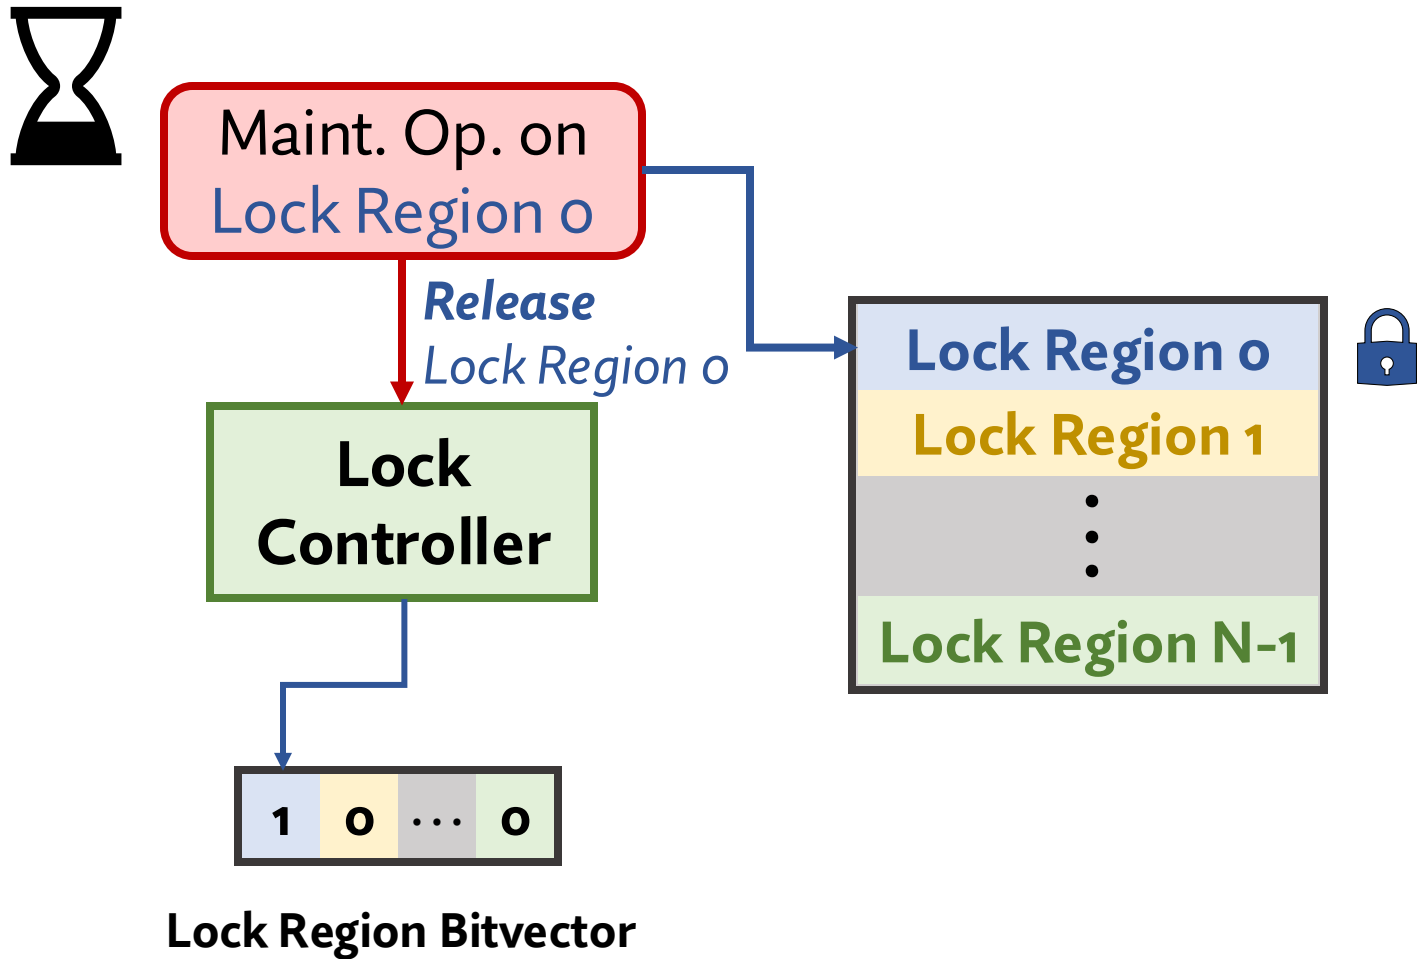 Maint. Op. on
Lock Region 0
Release
Lock Region 0
Lock
Controller
Lock Region 0
Lock Region 1
Lock Region N-1
1 0 ... 0
Lock Region Bitvector